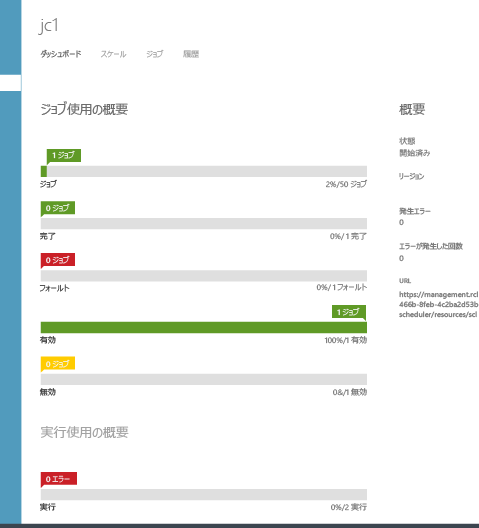 jc1
ダッシュボード スケール ジョブ 履歴
ジョブ使用の概要
1 ジョブ
ジョブ 2%/50 ジョブ
0 ジョブ
完了 0%/1 完了
0 ジョブ
フォールト 0%/1 フォールト
1 ジョブ
有効 100%/1 有効
0 ジョブ
無効 0&/1 無効
実行使用の概要
0 エラー
実行 0%/2 実行
概要
状態
開始済み
リージョン
発生エラー
0
エラーが発生した回数
0
URL
https://management.rcl
466b-8feb-4c2ba2d53b
scheduler/resources/scl